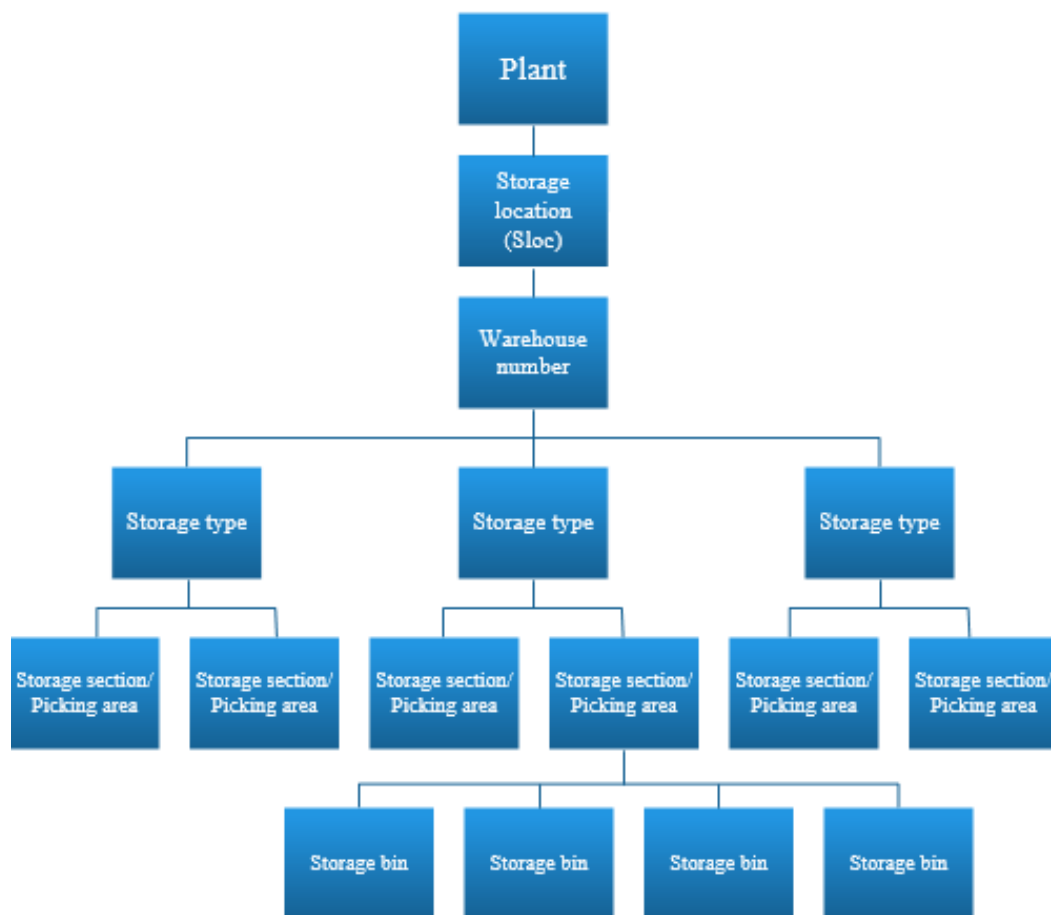 Plant
Storage
location
(Sloc)
Warehouse
number
Storage type
Storage type
Storage type
Storage section/
Picking area
Storage section/
Picking area
Storage section/
Picking area
Storage section/
Picking area
Storage section/
Picking area
Storage section/
Picking area
Storage bin
Storage bin
Storage bin
Storage bin